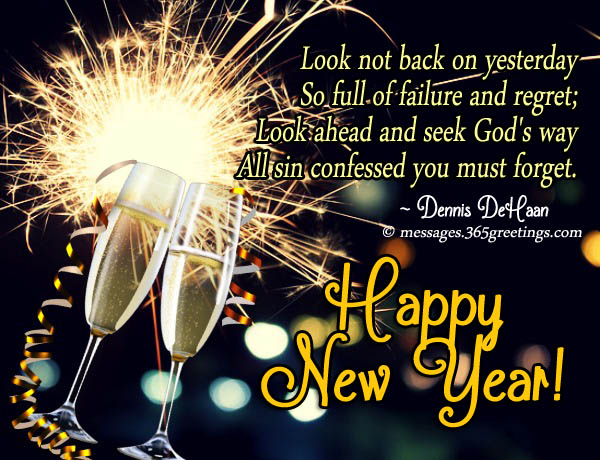 Look not back on yesterday
So full of failure and regret;
Look ahead and seek God's way
All sin confessed you must forget.
~ Dennis DeHaan
© messages.365greetings.com
Happy
New Year!